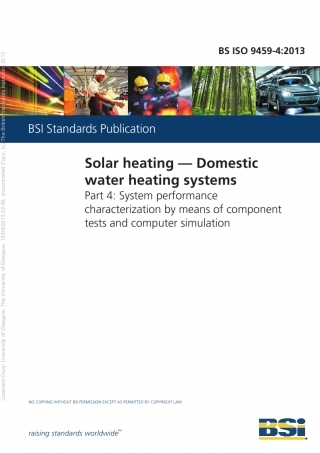 BS ISO 9459-4:2013
BSI Standards Publication
Solar heating — Domestic
water heating systems
Part 4: System performance
characterization by means of component
tests and computer simulation
NO COPYING WITHOUT BSI PERMISSION EXCEPT AS PERMITTED BY COPYRIGHT LAW
raising standards worldwide™
BSi